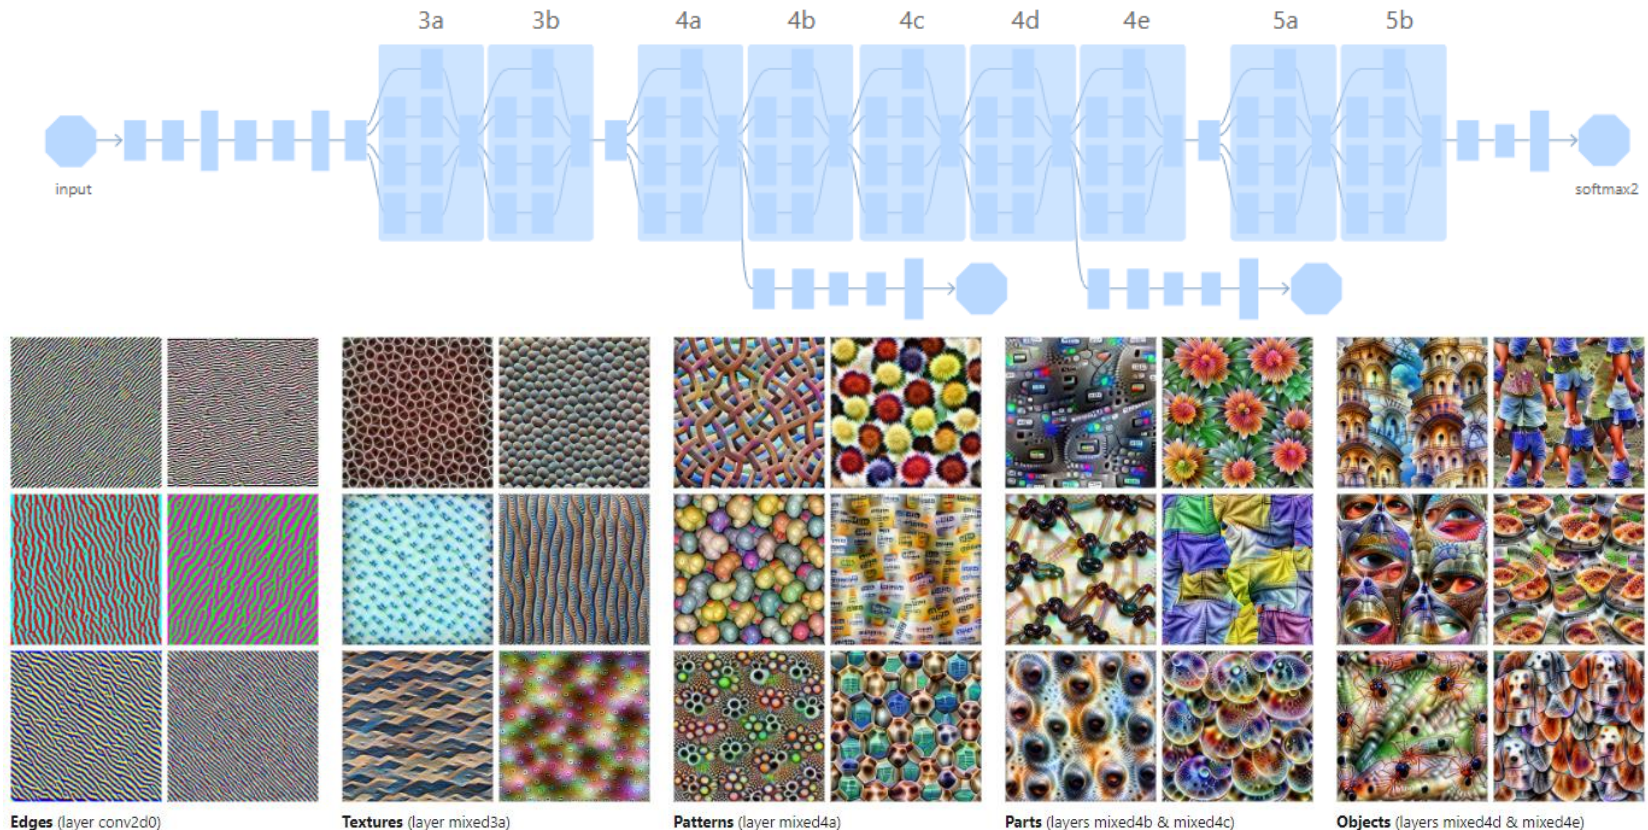 3a 3b 4a 4b 4c 4d 4e 5a 5b
input softmax2
Edges (layer conv2d0) Textures (layer mixed3a) Patterns (layer mixed4a) Parts (layers mixed4b & mixed4c) Objects (layers mixed4d & mixed4e)